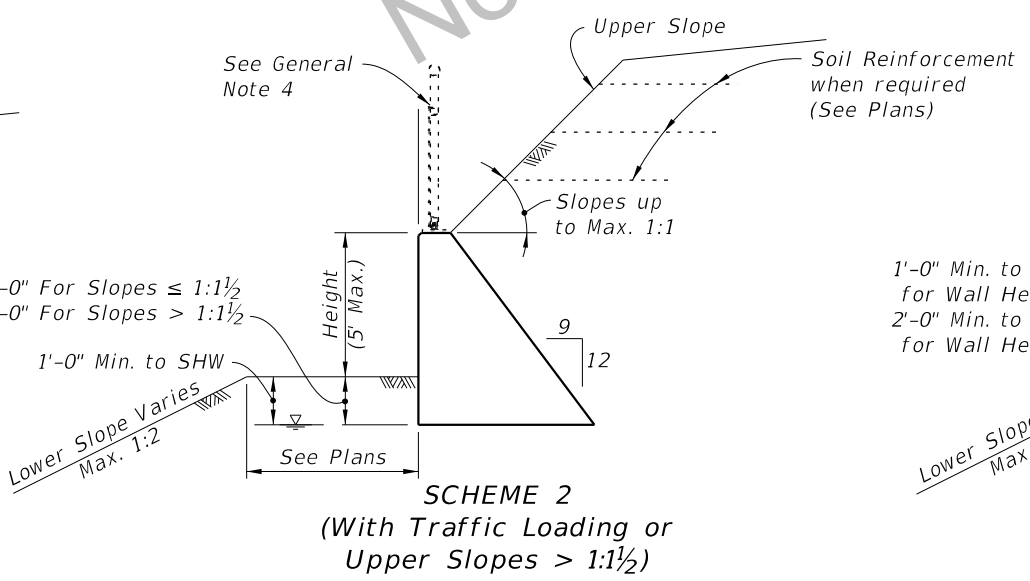 No
Upper Slope
See General
Note 4
Soil Reinforcement
when required
(See Plans)
Slopes up
to Max. 1:1
Height
(5' Max.)
-0" For Slopes ≤ 1:1½
-0" For Slopes > 1:1½
1'-0" Min. to SHW
9
12
Lower Slope Varies
Max. 1:2
See Plans
1'-0" Min. to
for Wall He
2'-0" Min. to
for Wall He
Lower Slope
Max
SCHEME 2
(With Traffic Loading or
Upper Slopes > 1:1½)